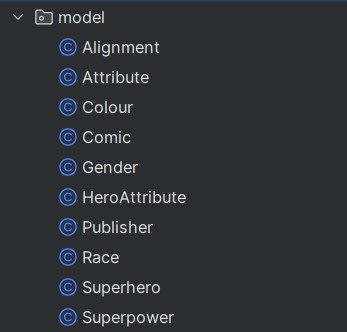 model
Alignment
Attribute
Colour
Comic
Gender
HeroAttribute
Publisher
Race
Superhero
Superpower